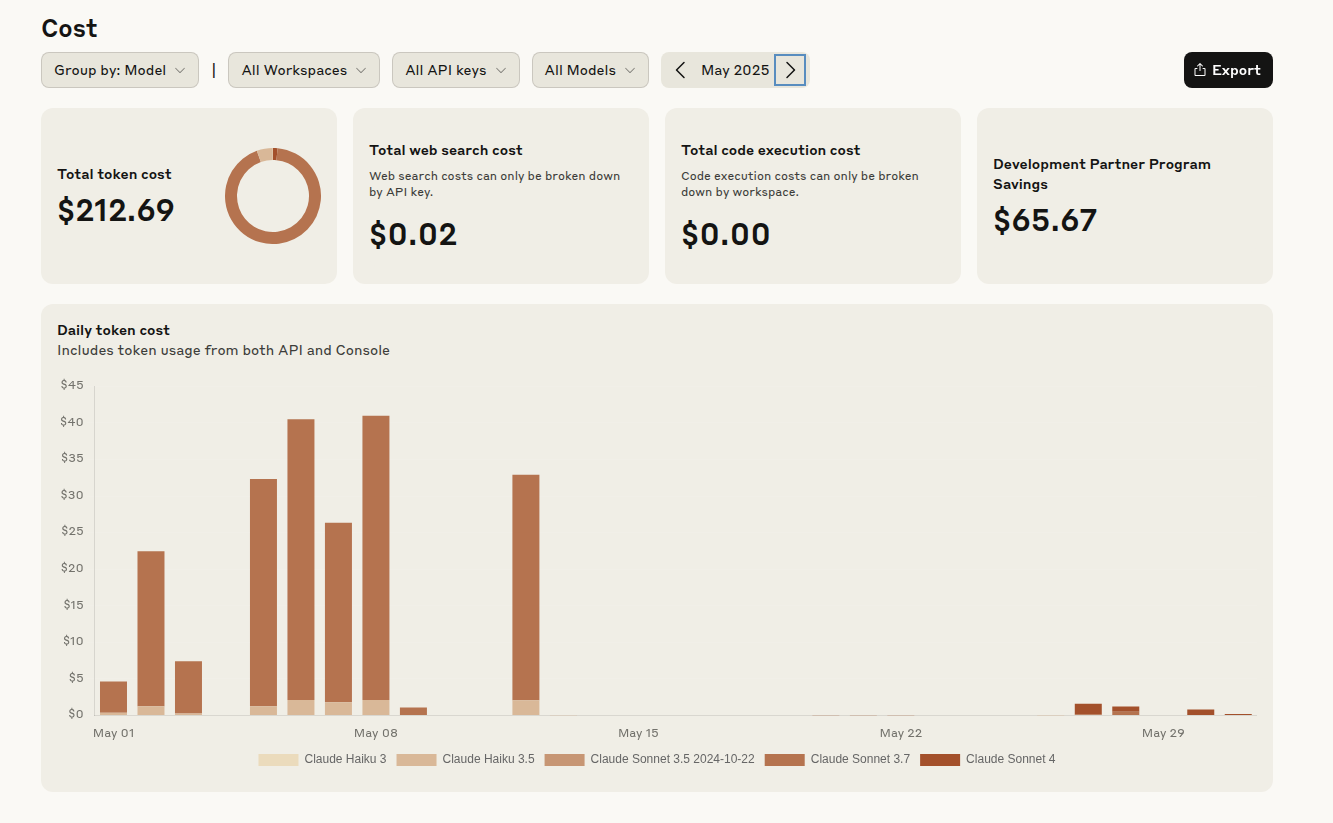 Cost
Group by: Model | All Workspaces All API keys All Models May 2025 Export
Total token cost
$212.69
Total web search cost
Web search costs can only be broken down
by API key.
$0.02
Total code execution cost
Code execution costs can only be broken
down by workspace.
$0.00
Development Partner Program
Savings
$65.67
Daily token cost
Includes token usage from both API and Console
$45
$40
$35
$30
$25
$20
$15
$10
$5
$0
May 01 May 08 May 15 May 22 May 29
Claude Haiku 3 Claude Haiku 3.5 Claude Sonnet 3.5 2024-10-22 Claude Sonnet 3.7 Claude Sonnet 4